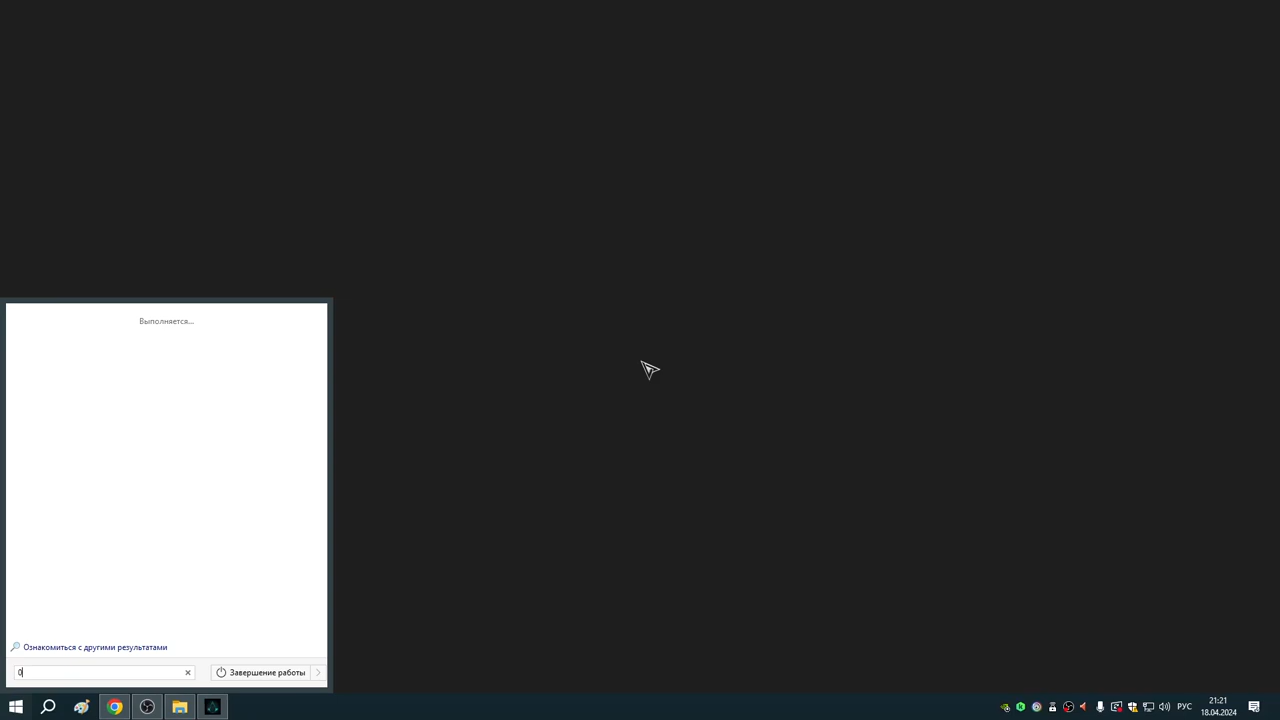 Выполняется...
Ознакомиться с другими результатами
0
Завершение работы
РУС
21:21
18.04.2024